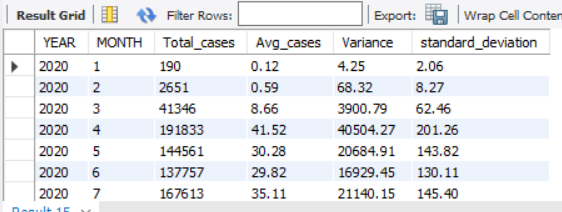 Result Grid Filter Rows: Export: Wrap Cell Conten
YEAR MONTH Total_cases Avg_cases Variance standard_deviation
2020 1 190 0.12 4.25 2.06
2020 2 2651 0.59 68.32 8.27
2020 3 41346 8.66 3900.79 62.46
2020 4 191833 41.52 40504.27 201.26
2020 5 144561 30.28 20684.91 143.82
2020 6 137757 29.82 16929.45 130.11
2020 7 167613 35.11 21140.15 145.40
Result 15